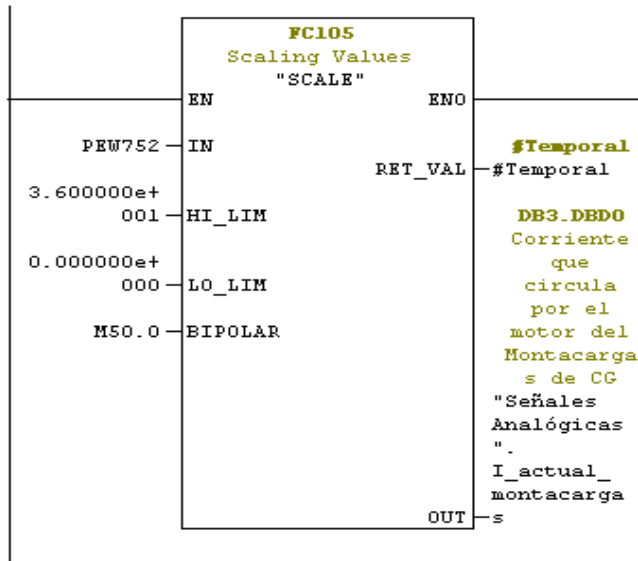 FC105
Scaling Values
"SCALE"
EN
ENO
PEW752
IN
#Temporal
RET_VAL
#Temporal
3.600000e+
001
HI_LIM
DB3.DBD0
Corriente
que
circula
por el
motor del
Montacarga
s de CG
0.000000e+
000
LO_LIM
M50.0
BIPOLAR
"Señales
Analógicas
".
I_actual_
montacarga
s
OUT